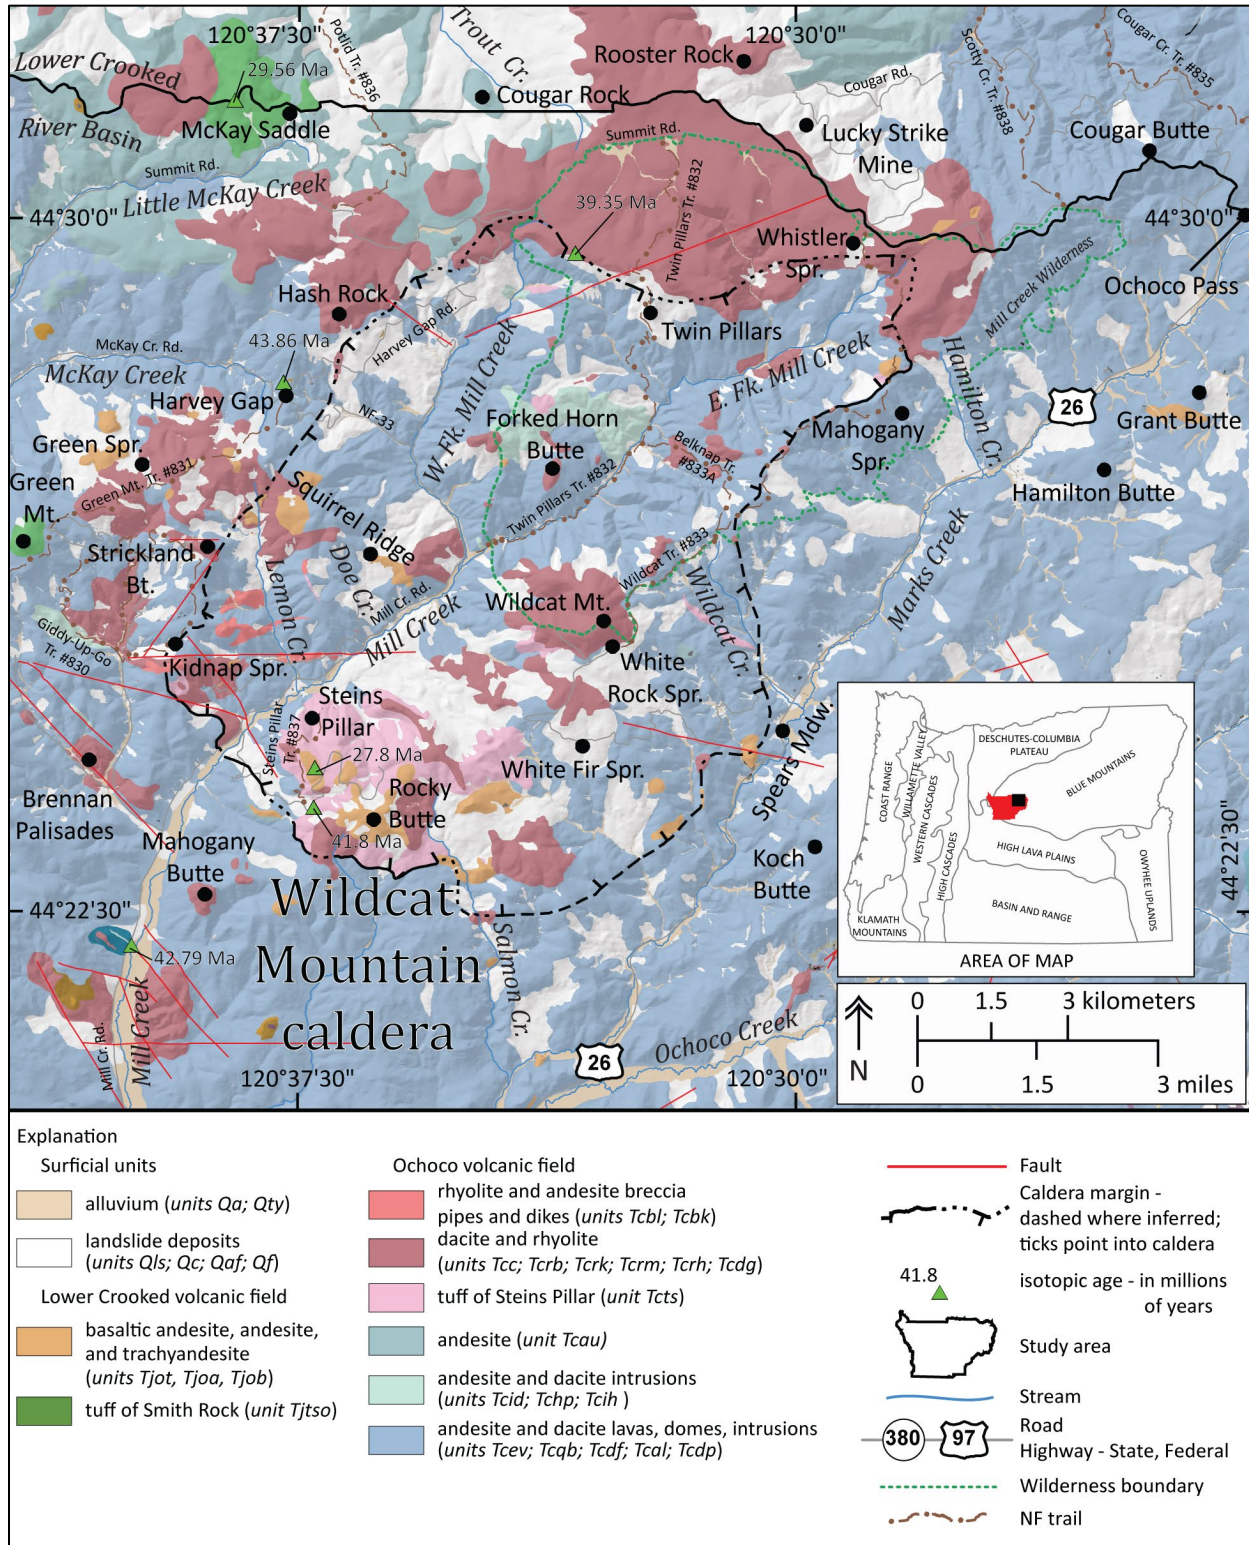 120°37'30"
Trout Cr.
Potlid Tr. #836
120°30'0"
Rooster Rock
Scotty Cr. Tr. #838
Cougar Cr. Tr. #835
Lower Crooked
River Basin
29.56 Ma
McKay Saddle
Cougar Rock
Cougar Rd.
Lucky Strike
Mine
Cougar Butte
Summit Rd.
Summit Rd.
Little McKay Creek
44°30'0"
39.35 Ma
Twin Pillars Tr. #832
Whistler
Spr.
44°30'0"
Mill Creek Wilderness
Ochoco Pass
Hash Rock
Harvey Gap Rd.
Twin Pillars
McKay Cr. Rd.
McKay Creek
43.86 Ma
Harvey Gap
NF-33
W. Fk. Mill Creek
E. Fk. Mill Creek
Hamilton Cr.
26
Grant Butte
Green Spr.
Green Mt. Tr. #831
Green
Mt.
Forked Horn
Butte
Belknap Tr.
#833A
Mahogany
Spr.
Hamilton Butte
Squirrel Ridge
Twin Pillars Tr. #832
Strickland
Bt.
Lemon Cr.
Doe Cr.
Mill Cr. Rd.
Mill Creek
Wildcat Tr. #833
Wildcat Mt.
Wildcat Cr.
Marks Creek
Giddy-Up-Go
Tr. #830
Kidnap Spr.
White
Rock Spr.
Steins
Pillar
Steins Pillar
Tr. #837
27.8 Ma
White Fir Spr.
Spears Mdw.
Brennan
Palisades
Rocky
Butte
41.8 Ma
Mahogany
Butte
Koch
Butte
44°22'30"
44°22'30"
Wildcat
Mountain
caldera
42.79 Ma
Salmon Cr.
Mill Cr. Rd.
Mill Creek
120°37'30"
26
Ochoco Creek
120°30'0"
COAST RANGE
WILLAMETTE VALLEY
WESTERN CASCADES
HIGH CASCADES
DESCHUTES-COLUMBIA
PLATEAU
BLUE MOUNTAINS
HIGH LAVA PLAINS
OWYHEE UPLANDS
KLAMATH
MOUNTAINS
BASIN AND RANGE
AREA OF MAP
N
0 1.5 3 kilometers
0 1.5 3 miles
Explanation
Surficial units
alluvium (units Qa; Qty)
landslide deposits
(units Qls; Qc; Qaf; Qf)
Lower Crooked volcanic field
basaltic andesite, andesite,
and trachyandesite
(units Tjot, Tjoa, Tjob)
tuff of Smith Rock (unit Tjtso)
Ochoco volcanic field
rhyolite and andesite breccia
pipes and dikes (units Tcbl; Tcbk)
dacite and rhyolite
(units Tcc; Tcrb; Tcrk; Tcrm; Tcrh; Tcdg)
tuff of Steins Pillar (unit Tcts)
andesite (unit Tcau)
andesite and dacite intrusions
(units Tcid; Tchp; Tcih )
andesite and dacite lavas, domes, intrusions
(units Tcev; Tcqb; Tcdf; Tcal; Tcdp)
Fault
Caldera margin -
dashed where inferred;
ticks point into caldera
41.8
isotopic age - in millions
of years
Study area
Stream
380
97
Road
Highway - State, Federal
Wilderness boundary
NF trail